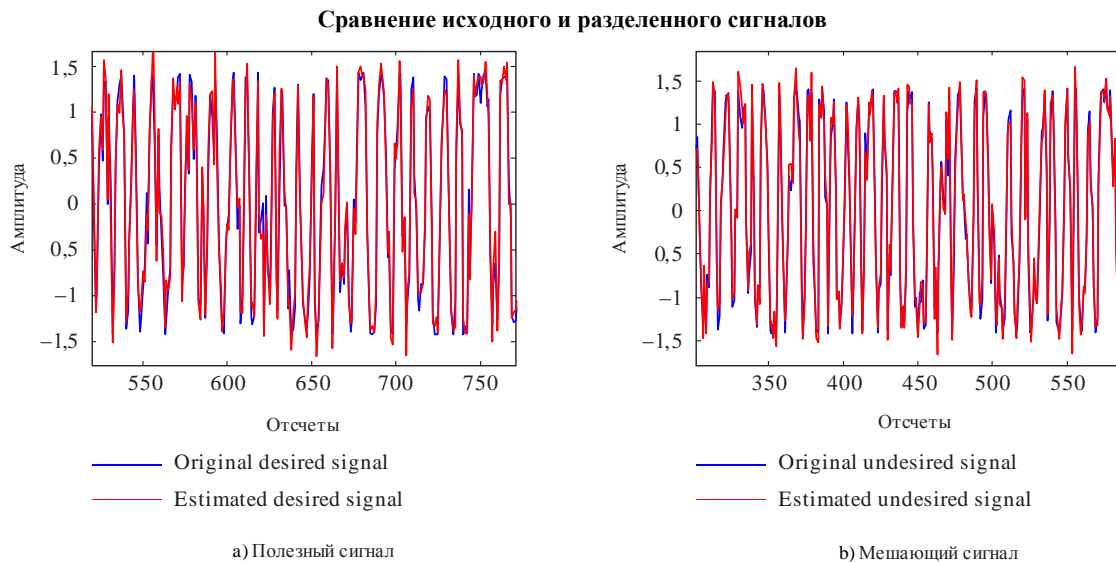 Сравнение исходного и разделенного сигналов
Амплитуда
1,5
1
0,5
0
0,5
−1
−1,5
550
600
650
700
750
Отсчеты
Original desired signal
Estimated desired signal
a) Полезный сигнал
Амплитуда
1,5
1
0,5
0
0,5
−1
−1,5
350
400
450
500
550
Отсчеты
Original undesired signal
Estimated undesired signal
b) Мешающий сигнал